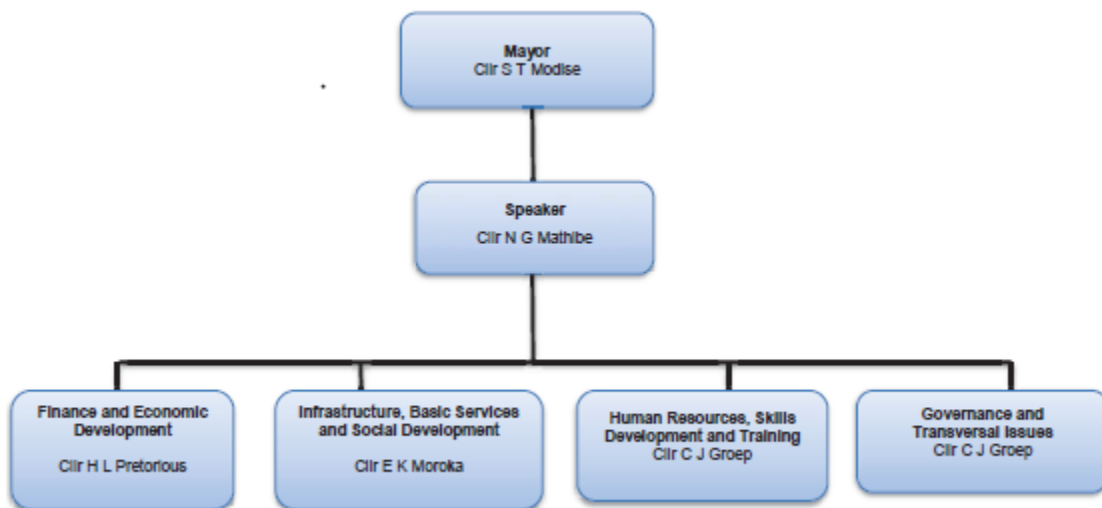 Mayor
Cllr S T Modise
Speaker
Cllr N G Mathibe
Finance and Economic
Development
Cllr H L Pretorious
Infrastructure, Basic Services
and Social Development
Cllr E K Moroka
Human Resources, Skills
Development and Training
Cllr C J Groep
Governance and
Transversal Issues
Cllr C J Groep